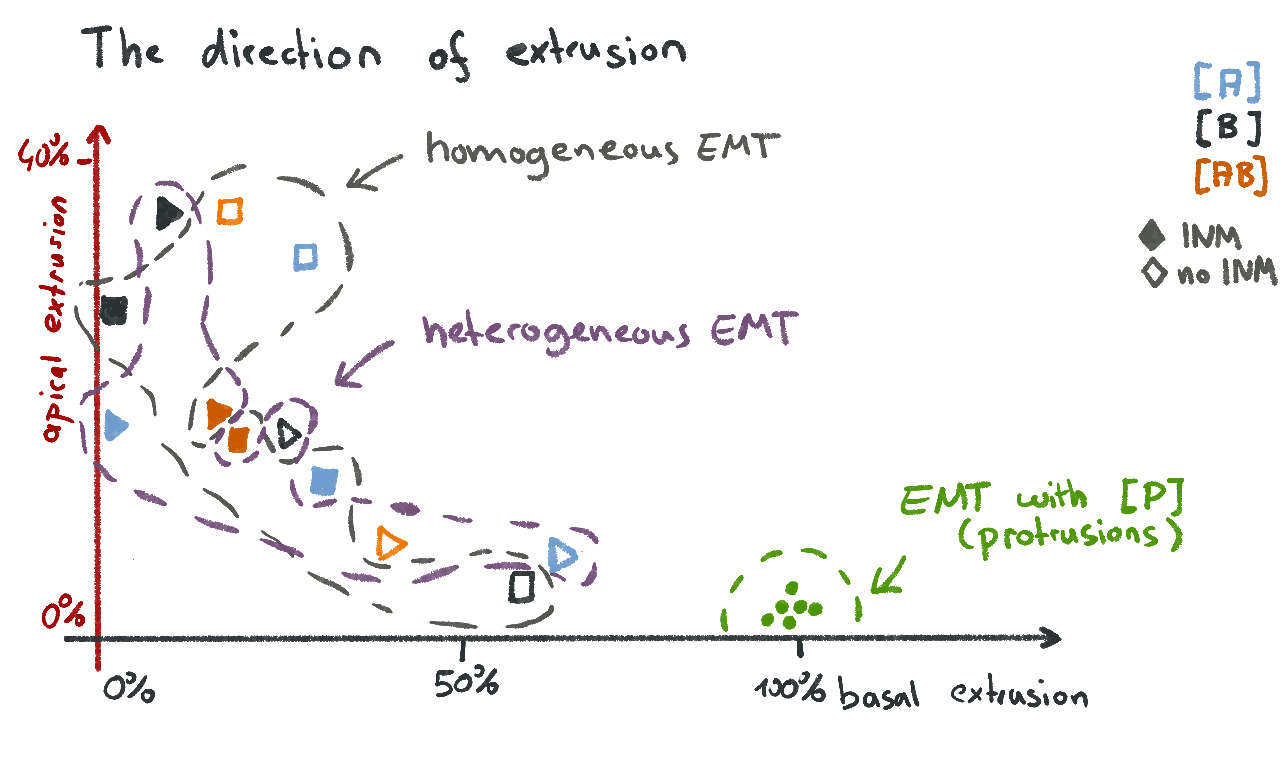 The direction of extrusion
[A]
[B]
[AB]
INM
no INM
40%
homogeneous EMT
apical extrusion
heterogeneous EMT
EMT with [P]
(protrusions)
0%
0%
50%
100%
basal extrusion